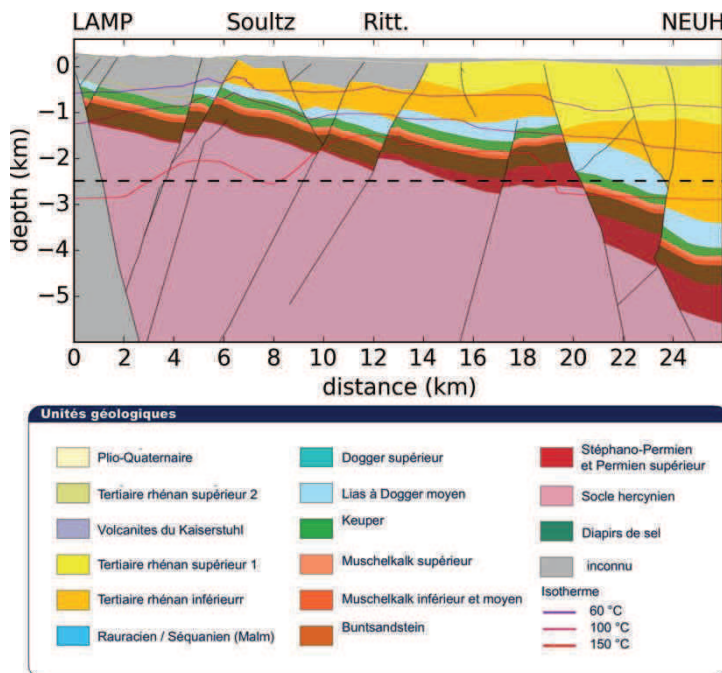 LAMP Soultz Ritt. NEUH
0
−1
−2
−3
−4
−5
depth (km)
0 2 4 6 8 10 12 14 16 18 20 22 24
distance (km)
Unités géologiques
Plio-Quaternaire
Tertiaire rhénan supérieur 2
Volcanites du Kaiserstuhl
Tertiaire rhénan supérieur 1
Tertiaire rhénan inférieurr
Rauracien / Séquanien (Malm)
Dogger supérieur
Lias à Dogger moyen
Keuper
Muschelkalk supérieur
Muschelkalk inférieur et moyen
Buntsandstein
Stéphano-Permien
et Permien supérieur
Socle hercynien
Diapirs de sel
inconnu
Isotherme
60 °C
100 °C
150 °C